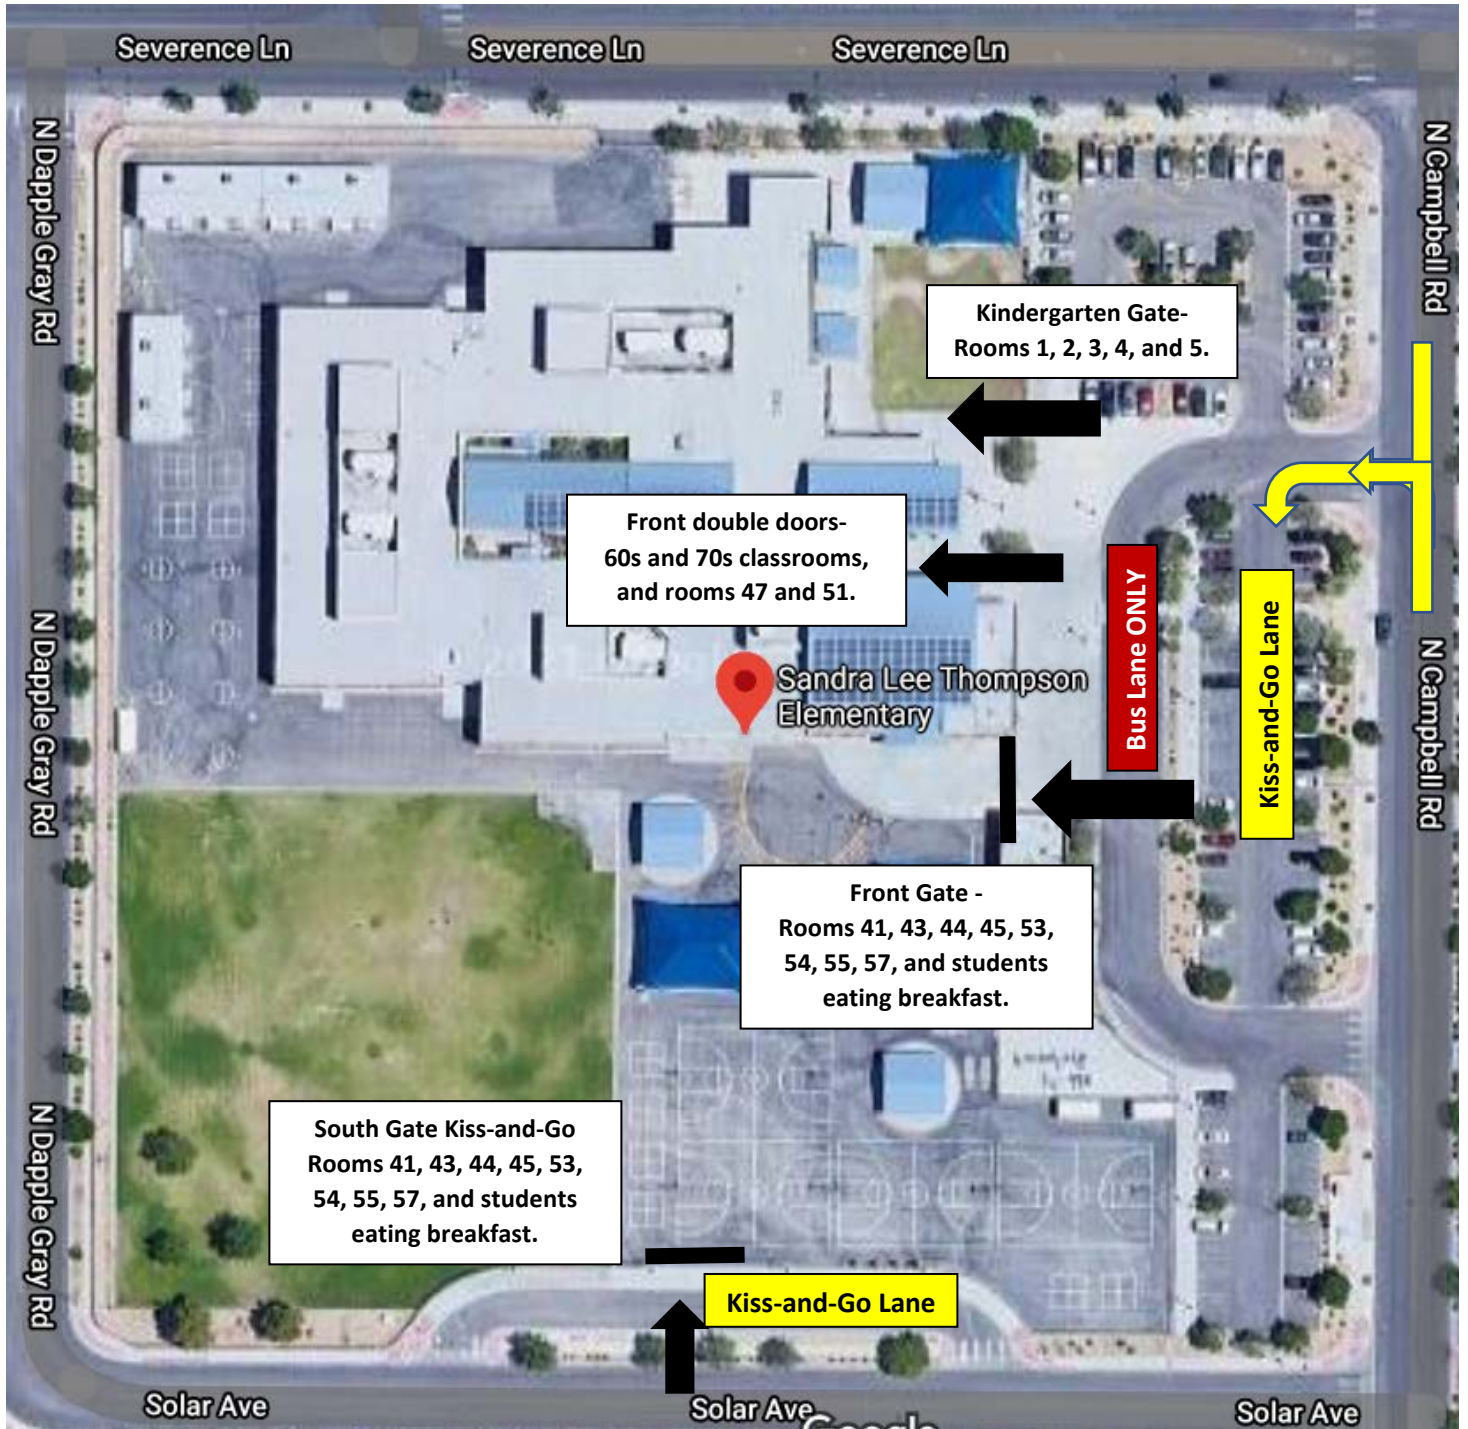 Severence Ln
Severence Ln
Severence Ln
N Dapple Gray Rd
N Campbell Rd
Kindergarten Gate-
Rooms 1, 2, 3, 4, and 5.
Front double doors-
60s and 70s classrooms,
and rooms 47 and 51.
Bus Lane ONLY
Kiss-and-Go Lane
N Dapple Gray Rd
Sandra Lee Thompson
Elementary
N Campbell Rd
Front Gate -
Rooms 41, 43, 44, 45, 53,
54, 55, 57, and students
eating breakfast.
South Gate Kiss-and-Go
Rooms 41, 43, 44, 45, 53,
54, 55, 57, and students
eating breakfast.
N Dapple Gray Rd
Kiss-and-Go Lane
Solar Ave
Solar Ave
Google
Solar Ave